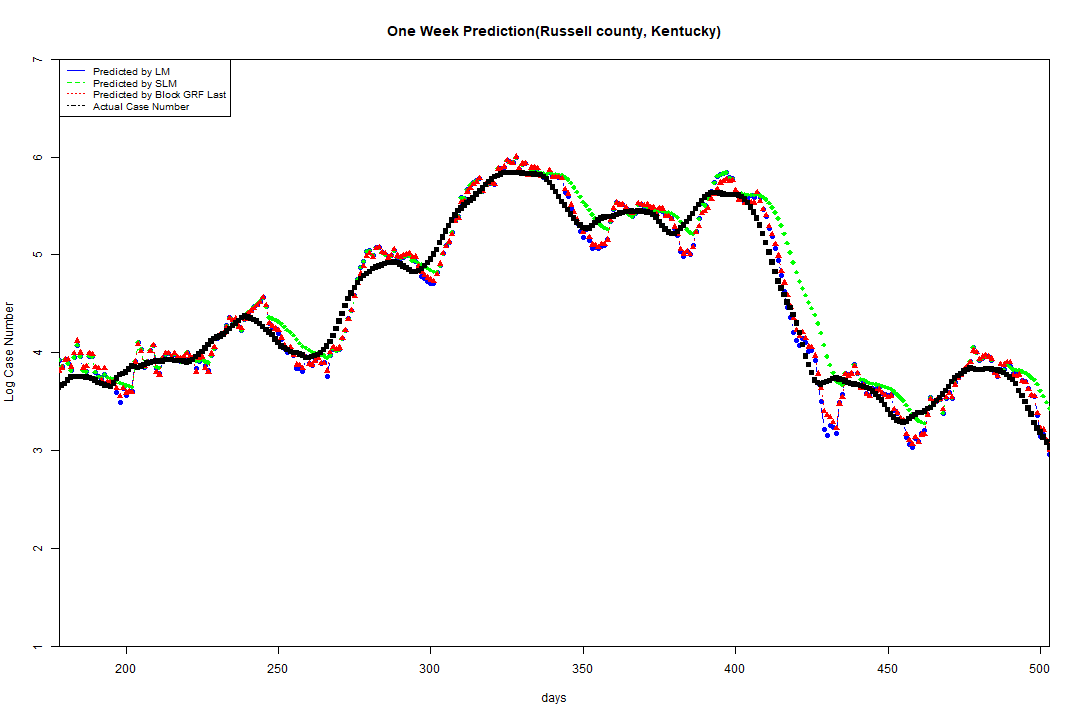 One Week Prediction(Russell county, Kentucky)
Predicted by LM
Predicted by SLM
Predicted by Block GRF Last
Actual Case Number
7
6
5
4
3
2
1
Log Case Number
200 250 300 350 400 450 500
days